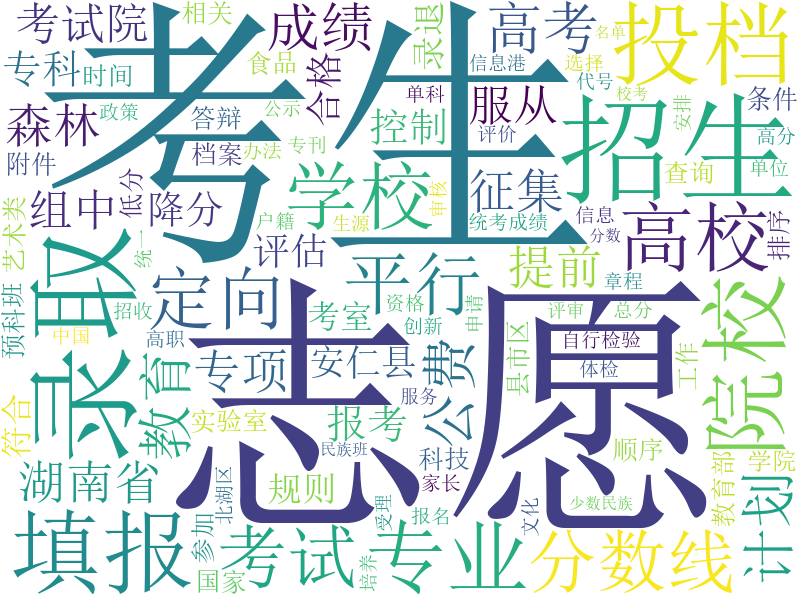 考试院
相关
成绩
录退
高考
信息港
名单
选择
投档
专科
时间
食品
合格
考生
单科
服从
代号
校考
条件
森林
政策
答辩
公示
控制
评价
招生
安排
高分
附件
档案
办法
专刊
学校
征集
审核
查询
单位
组中
低分
降分
户籍
生源
统考成绩
信息
高校
排序
艺术类
统一
评估
平行
提前
分数
章程
录取
定向
预科班
招收
中国
高职
考室
资格
创新
申请
评审
总分
自行检验
院校
教育
专项
安仁县
公费
县市区
体检
工作
志愿
符合
实验室
报考
服务
民族班
科技
顺序
学院
湖南省
北湖区
规则
家长
教育部
计划
填报
参加
国家
考试
培养
受理
报名
专业
文化
少数民族
分数线